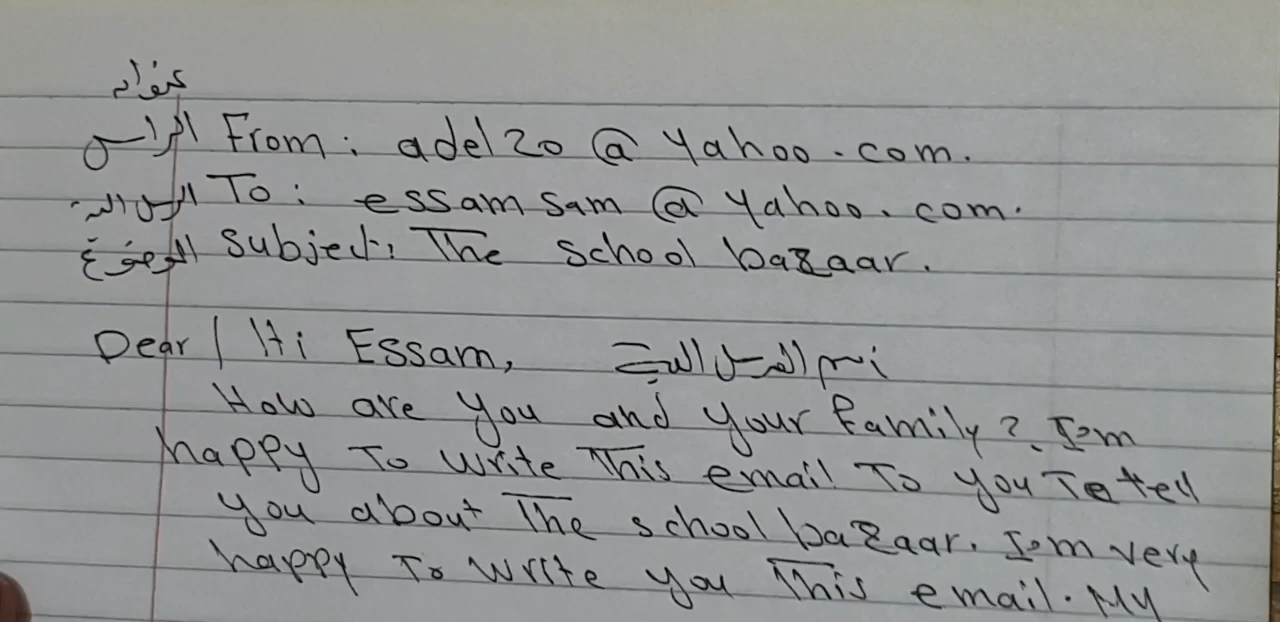 عنوان
الراسل From: adel20@yahoo.com.
المرسل اليه To: essamsam@yahoo.com.
الموضوع Subject: The school bazaar.
Dear / Hi Essam, اسم المرسل اليه
How are you and your family? I'm
happy To write This email To you To tell
you about The school bazaar. I'm very
happy To write you This email. My